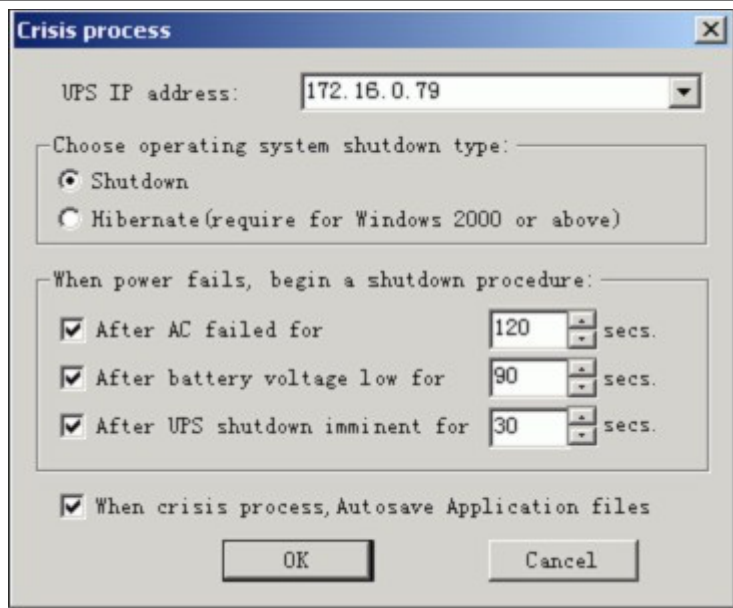 Crisis process
UPS IP address: 172.16.0.79
Choose operating system shutdown type:
Shutdown
Hibernate(require for Windows 2000 or above)
When power fails, begin a shutdown procedure:
After AC failed for 120 secs.
After battery voltage low for 90 secs.
After UPS shutdown imminent for 30 secs.
When crisis process,Autosave Application files
OK Cancel